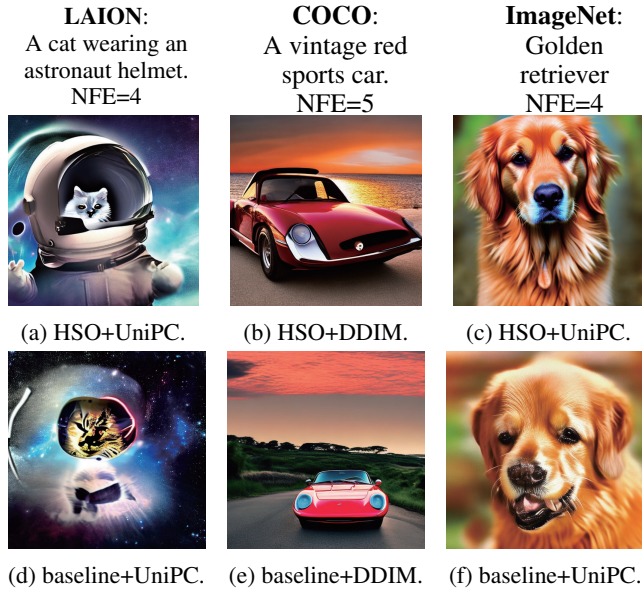 LAION:
A cat wearing an
astronaut helmet.
NFE=4
COCO:
A vintage red
sports car.
NFE=5
ImageNet:
Golden
retriever
NFE=4
(a) HSO+UniPC.
(b) HSO+DDIM.
(c) HSO+UniPC.
(d) baseline+UniPC.
(e) baseline+DDIM.
(f) baseline+UniPC.